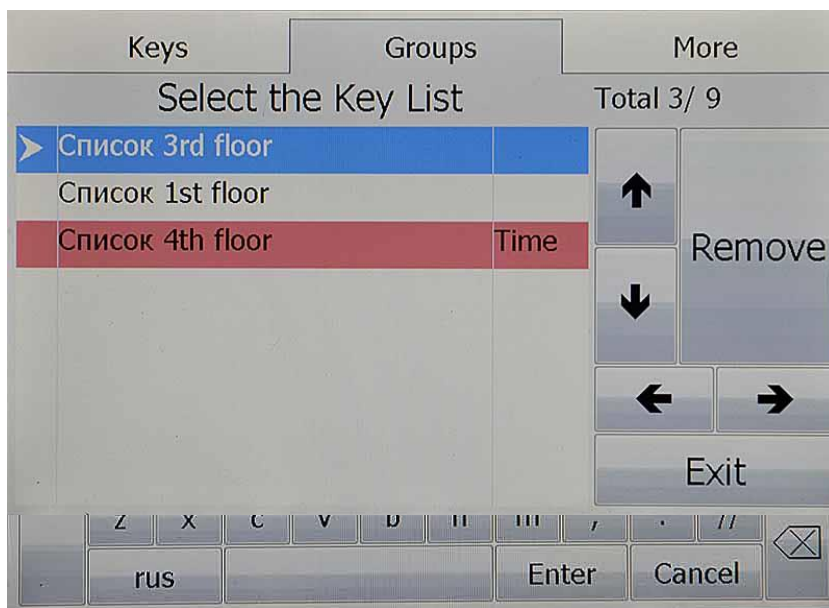 Keys Groups More
Select the Key List Total 3/ 9
Список 3rd floor
Список 1st floor
Список 4th floor Time
Remove
Exit
z x c v b n m , . //
rus Enter Cancel